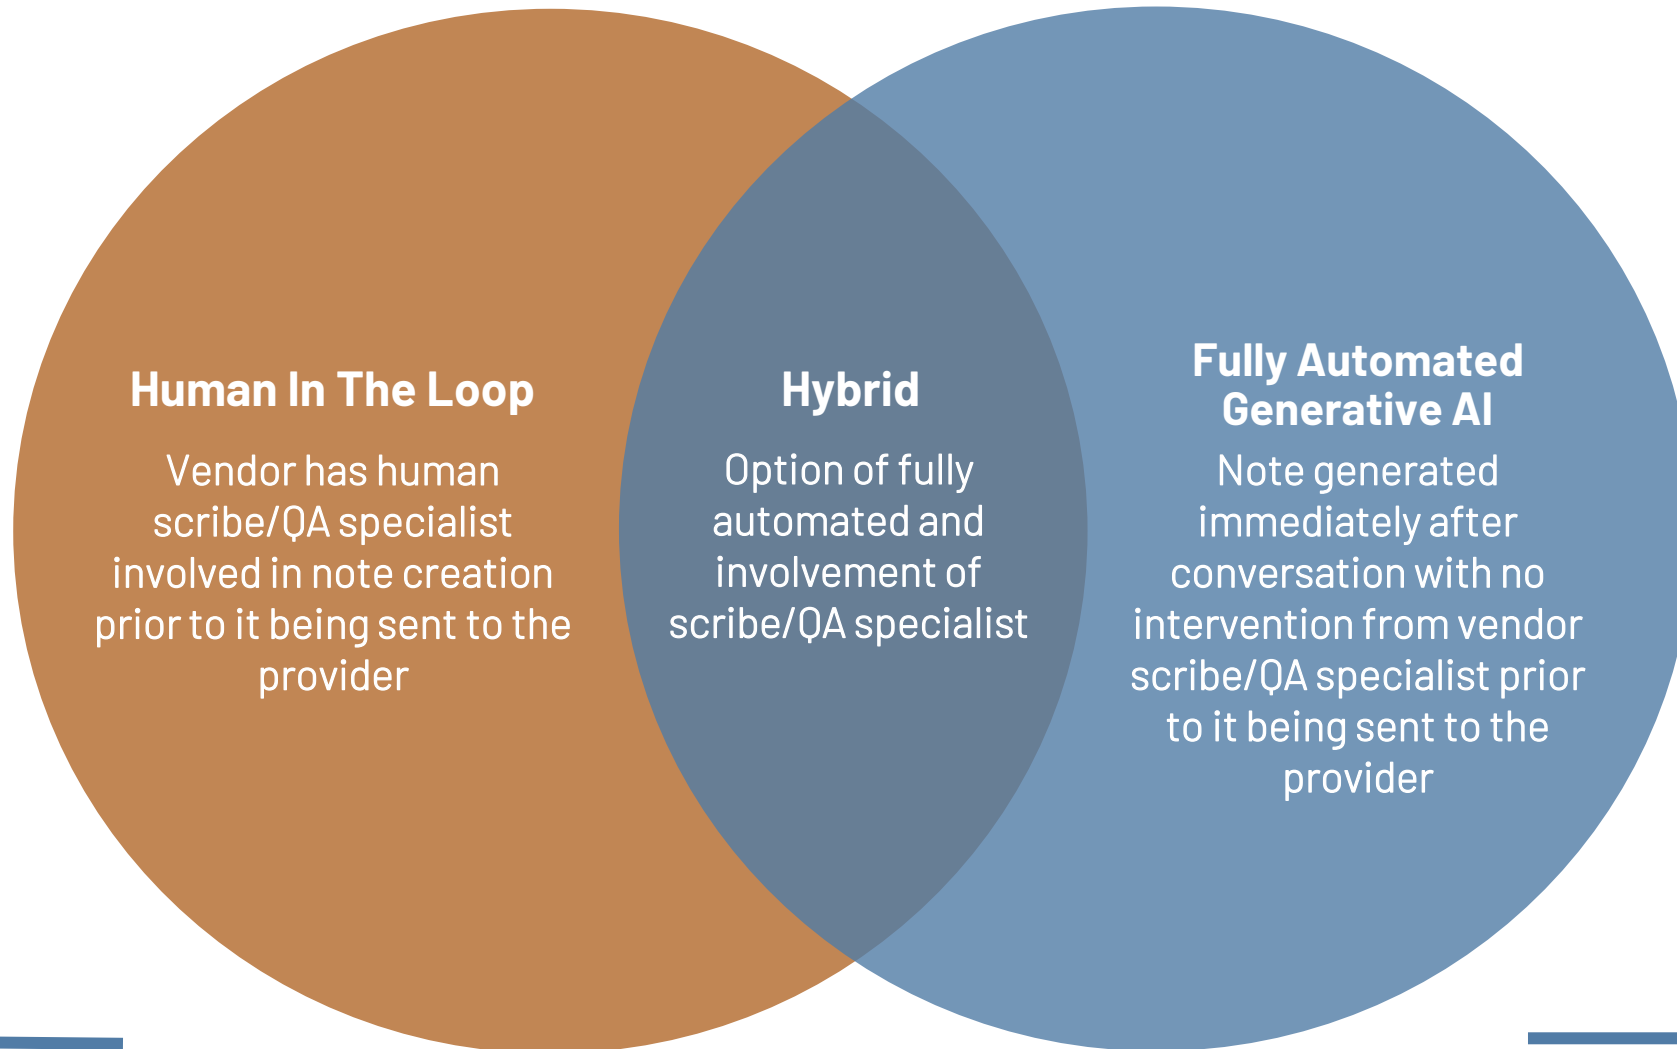 Human In The Loop
Vendor has human
scribe/QA specialist
involved in note creation
prior to it being sent to the
provider
Hybrid
Option of fully
automated and
involvement of
scribe/QA specialist
Fully Automated
Generative AI
Note generated
immediately after
conversation with no
intervention from vendor
scribe/QA specialist prior
to it being sent to the
provider